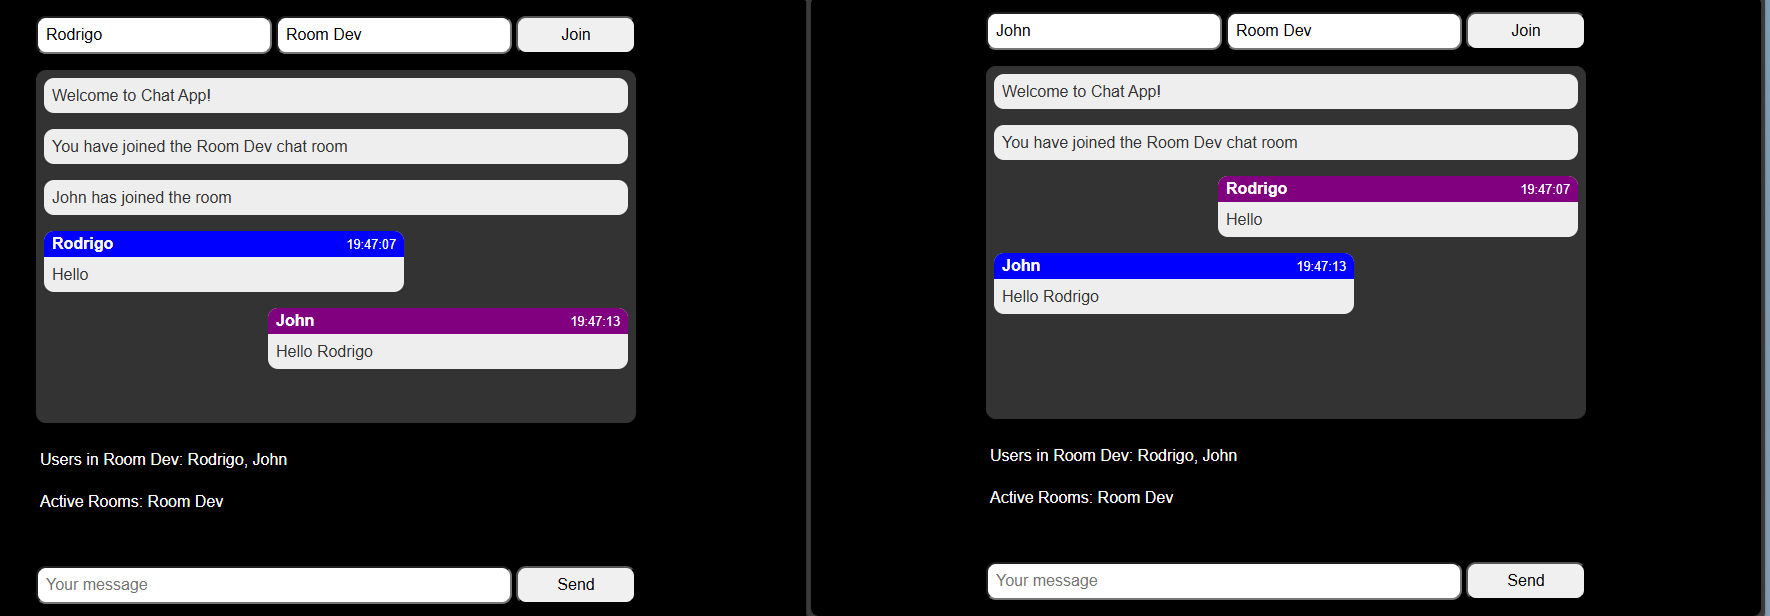 Rodrigo Room Dev Join
Welcome to Chat App!
You have joined the Room Dev chat room
John has joined the room
Rodrigo 19:47:07
Hello
John 19:47:13
Hello Rodrigo
Users in Room Dev: Rodrigo, John
Active Rooms: Room Dev
Your message Send
John Room Dev Join
Welcome to Chat App!
You have joined the Room Dev chat room
Rodrigo 19:47:07
Hello
John 19:47:13
Hello Rodrigo
Users in Room Dev: Rodrigo, John
Active Rooms: Room Dev
Your message Send